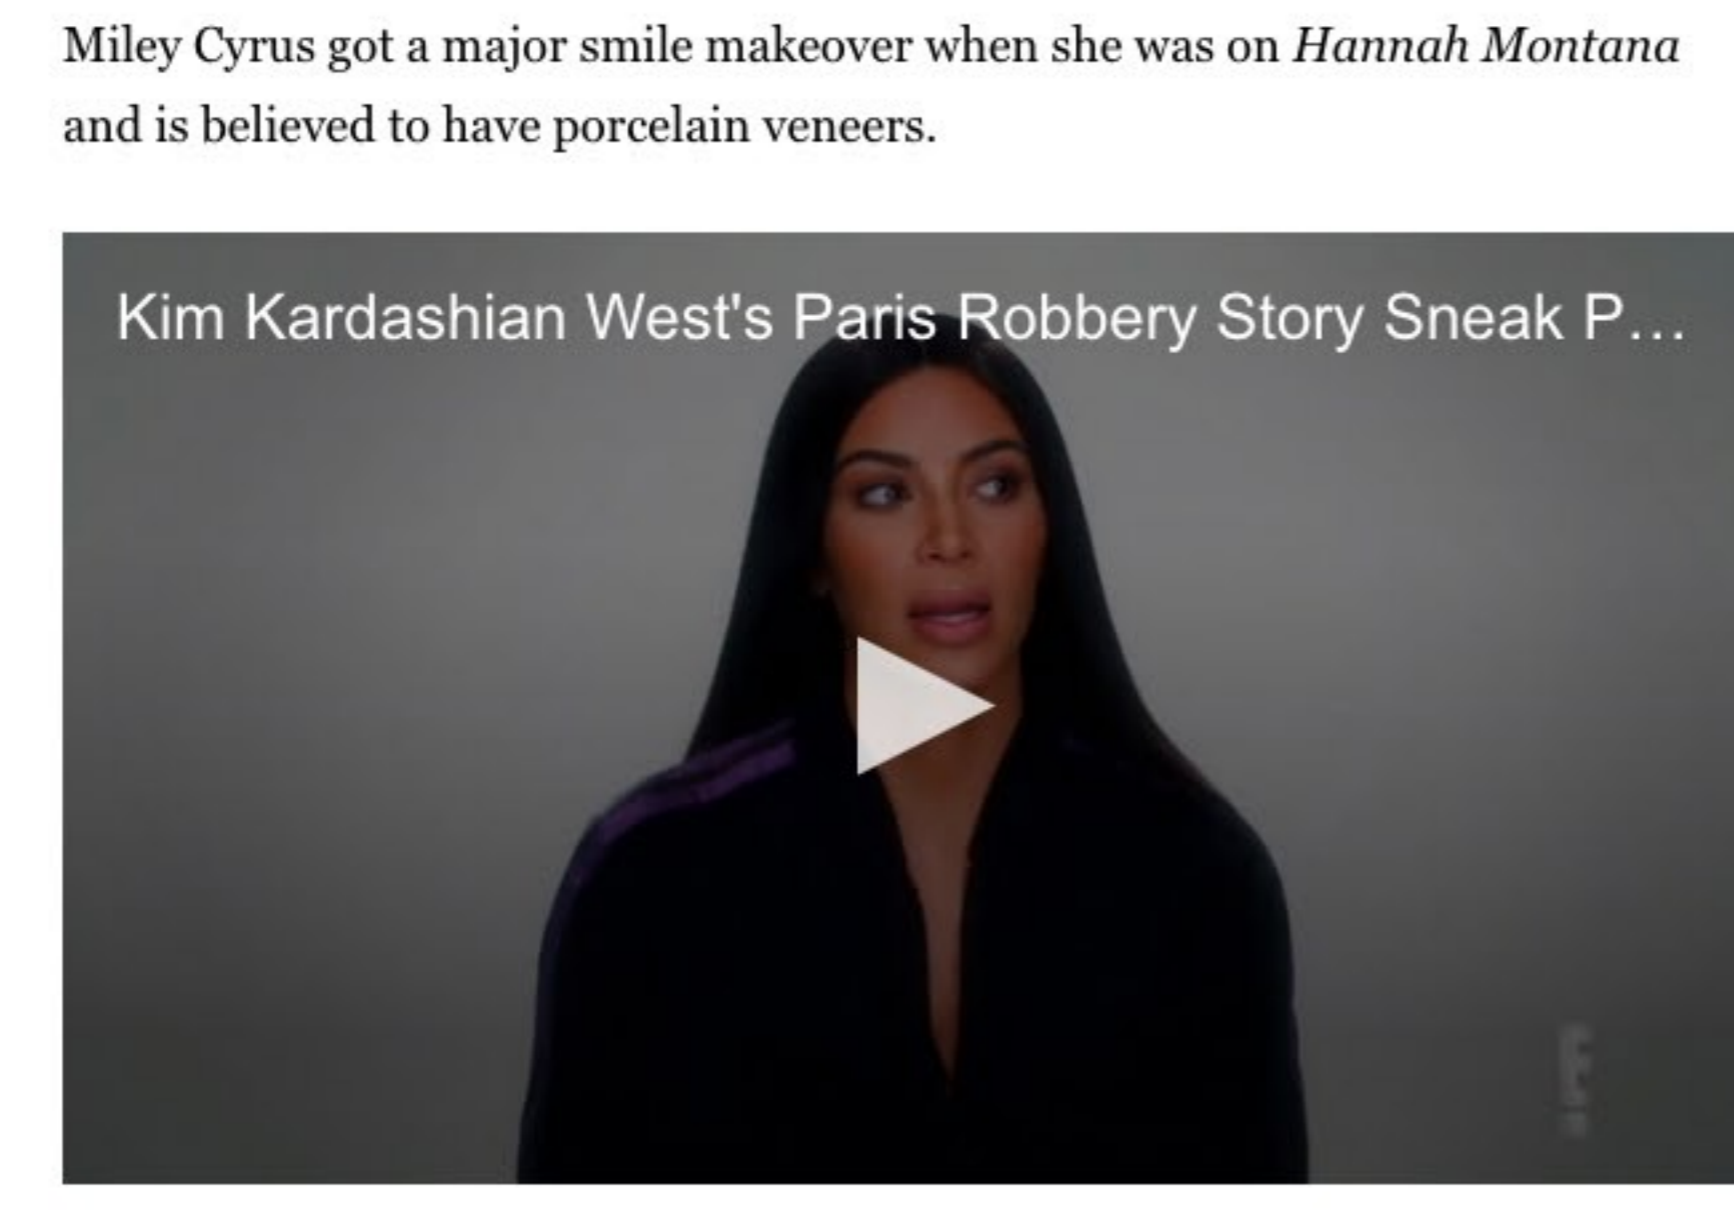 Miley Cyrus got a major smile makeover when she was on Hannah Montana
and is believed to have porcelain veneers.
Kim Kardashian West's Paris Robbery Story Sneak P...
E!